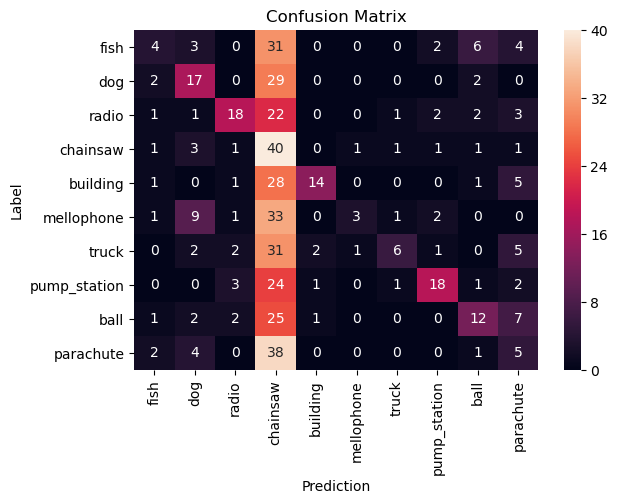 Confusion Matrix
fish 4 3 0 31 0 0 0 2 6 4
dog 2 17 0 29 0 0 0 0 2 0
radio 1 1 18 22 0 0 1 2 2 3
chainsaw 1 3 1 40 0 1 1 1 1 1
building 1 0 1 28 14 0 0 0 1 5
mellophone 1 9 1 33 0 3 1 2 0 0
truck 0 2 2 31 2 1 6 1 0 5
pump_station 0 0 3 24 1 0 1 18 1 2
ball 1 2 2 25 1 0 0 0 12 7
parachute 2 4 0 38 0 0 0 0 1 5
fish dog radio chainsaw building mellophone truck pump_station ball parachute
Prediction
Label
40
32
24
16
8
0